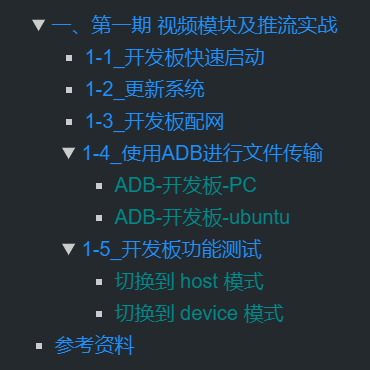 一、第一期 视频模块及推流实战
1-1_开发板快速启动
1-2_更新系统
1-3_开发板配网
1-4_使用ADB进行文件传输
ADB-开发板-PC
ADB-开发板-ubuntu
1-5_开发板功能测试
切换到 host 模式
切换到 device 模式
参考资料